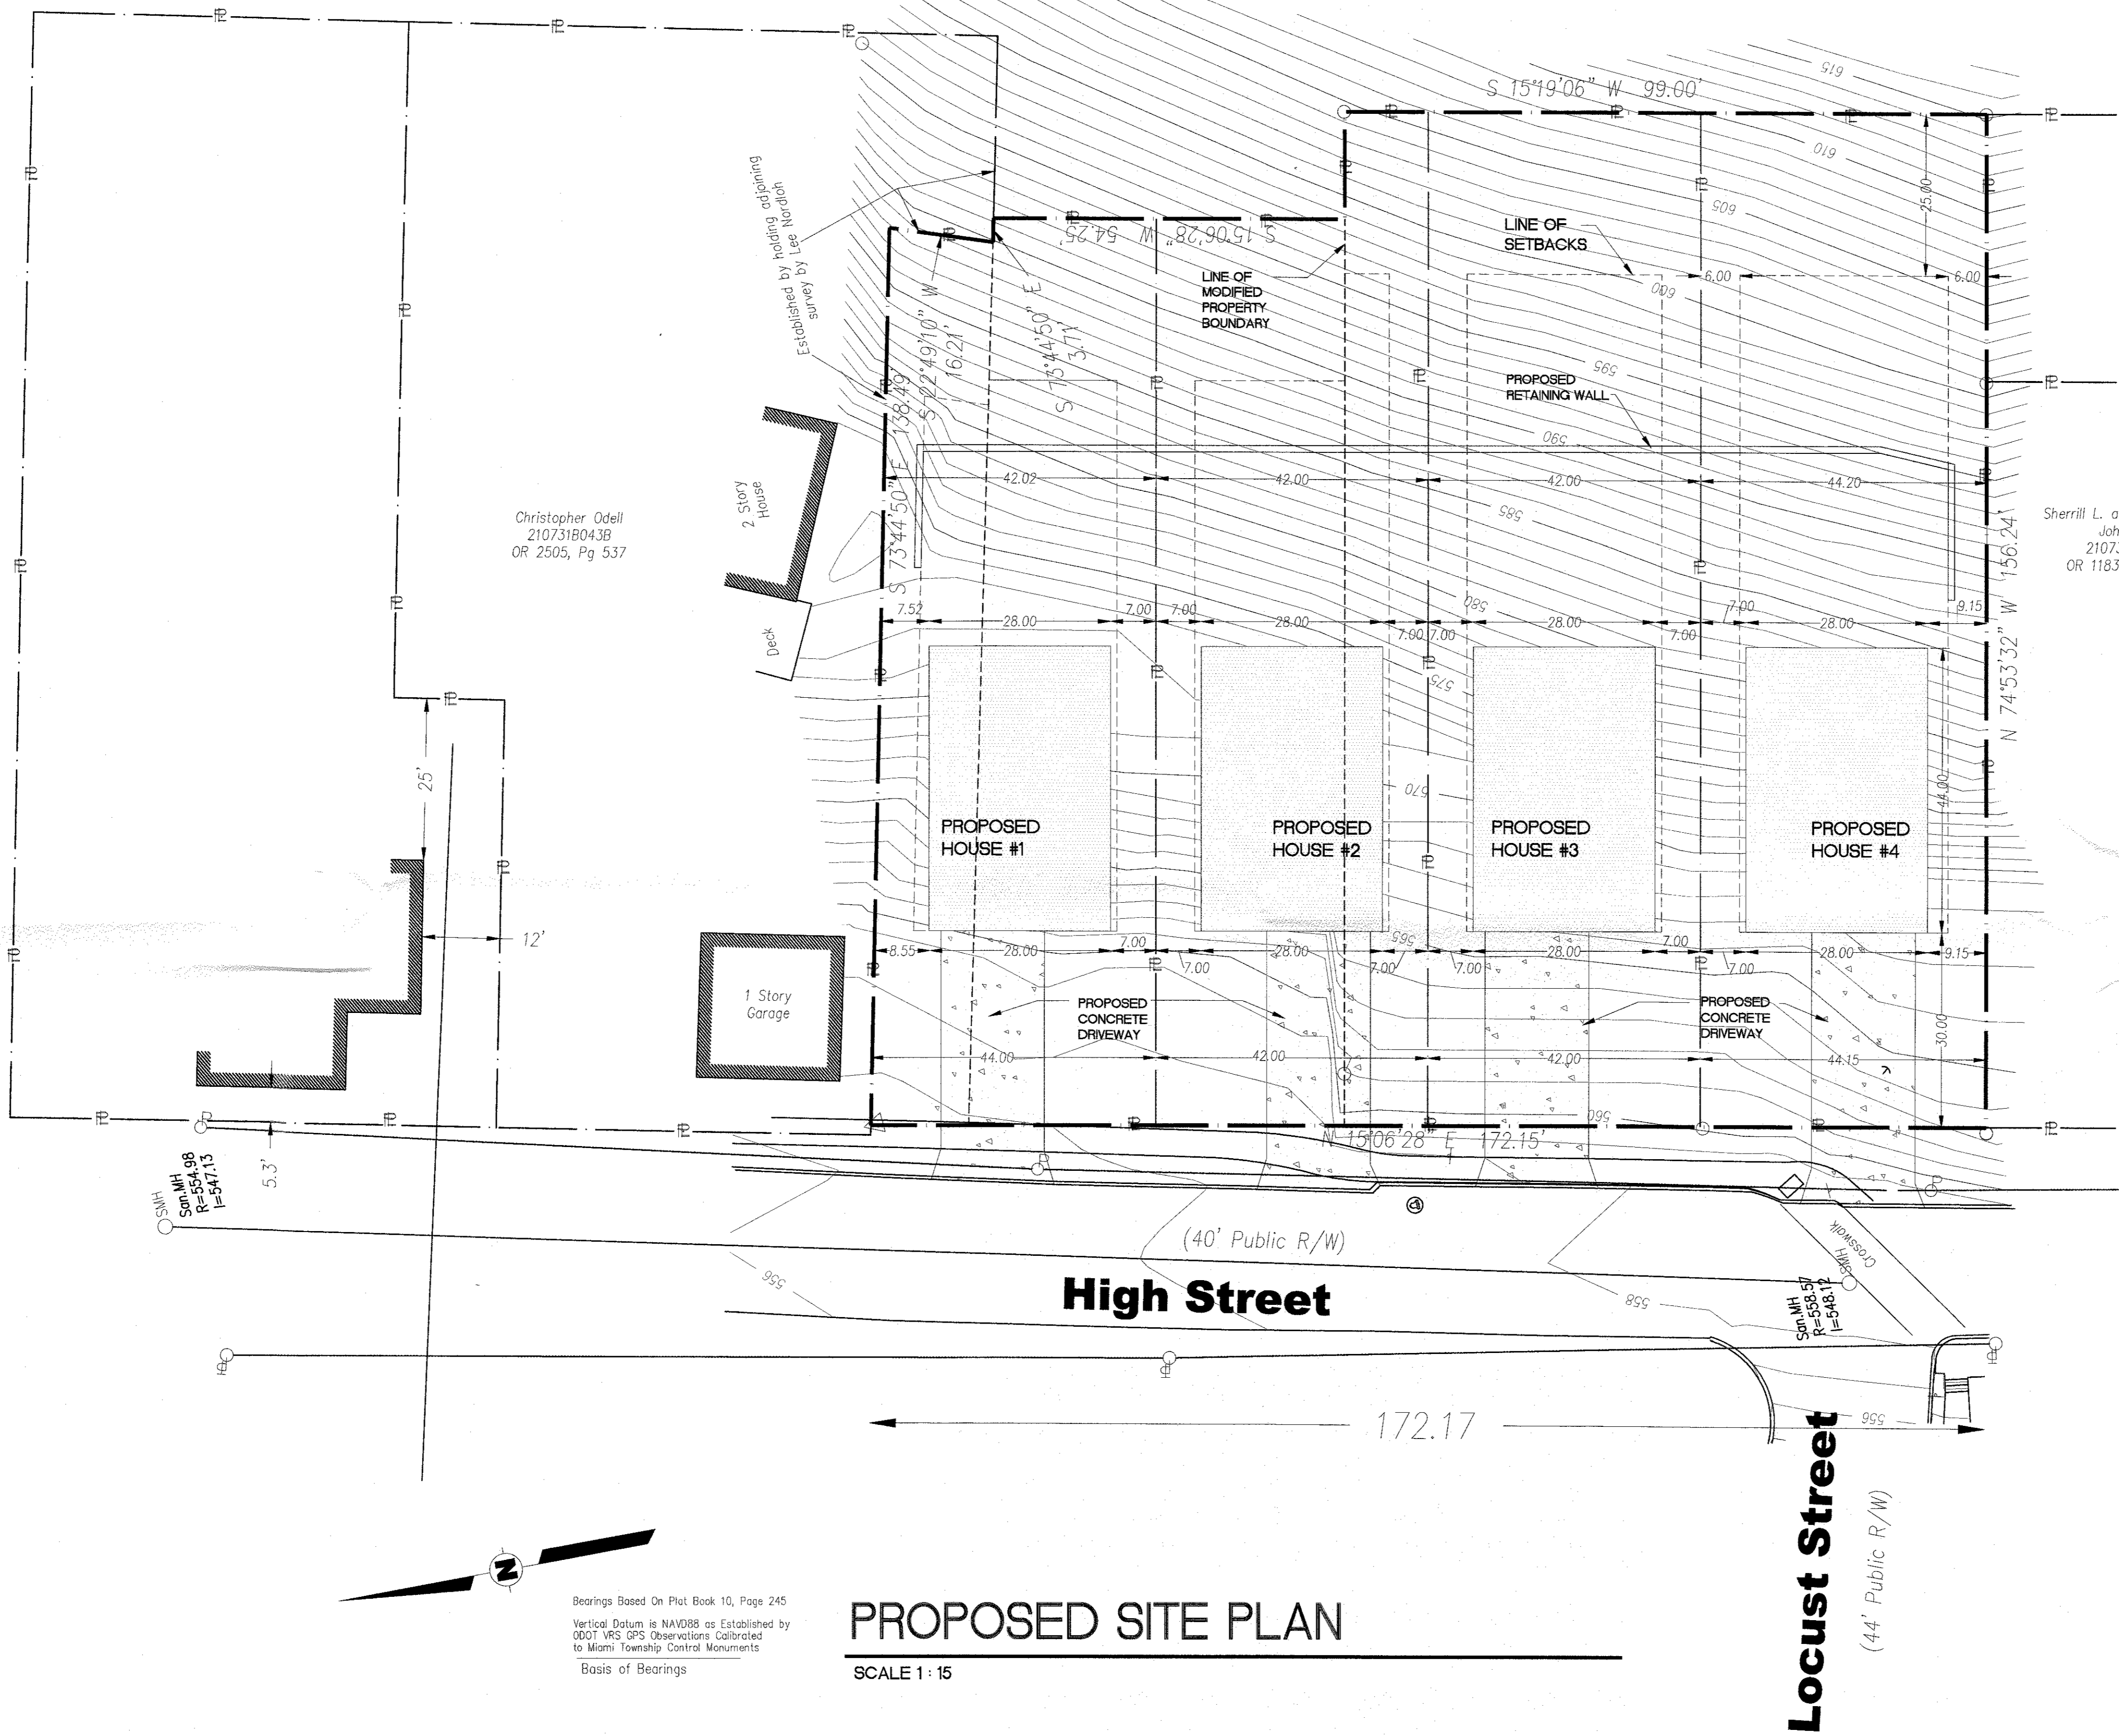 S 15°19'06" W 99.00'
615
610
605
600
595
590
585
580
575
570
565
560
25.00
6.00
6.00
LINE OF
SETBACKS
LINE OF
MODIFIED
PROPERTY
BOUNDARY
PROPOSED
RETAINING WALL
Established by holding adjoining
survey by Lee Nordloh
S 15°06'28" W 54.25'
S 22°49'10" W
16.21'
S 73°44'50" E
3.71'
S 73°44'50" E 138.49'
N 74°53'32" W 156.24'
42.02
42.00
42.00
44.20
Christopher Odell
210731B043B
OR 2505, Pg 537
2 Story
House
Deck
Sherrill L. a
Joh
2107
OR 1183
7.52
28.00
7.00
7.00
28.00
7.00
7.00
28.00
7.00
7.00
28.00
9.15
44.00
25'
12'
PROPOSED
HOUSE #1
PROPOSED
HOUSE #2
PROPOSED
HOUSE #3
PROPOSED
HOUSE #4
8.55
28.00
7.00
7.00
28.00
7.00
7.00
28.00
7.00
7.00
28.00
9.15
1 Story
Garage
PROPOSED
CONCRETE
DRIVEWAY
PROPOSED
CONCRETE
DRIVEWAY
30.00
44.00
42.00
42.00
44.15
N 15°06'28" E 172.15'
5.3'
SMH
San.MH
R=554.98
I=547.13
(40' Public R/W)
High Street
556
558
556
Crosswalk
SMH
San.MH
R=558.57
I=548.12
172.17
Locust Street
(44' Public R/W)
N
Bearings Based On Plat Book 10, Page 245
Vertical Datum is NAVD88 as Established by
ODOT VRS GPS Observations Calibrated
to Miami Township Control Monuments
Basis of Bearings
PROPOSED SITE PLAN
SCALE 1 : 15